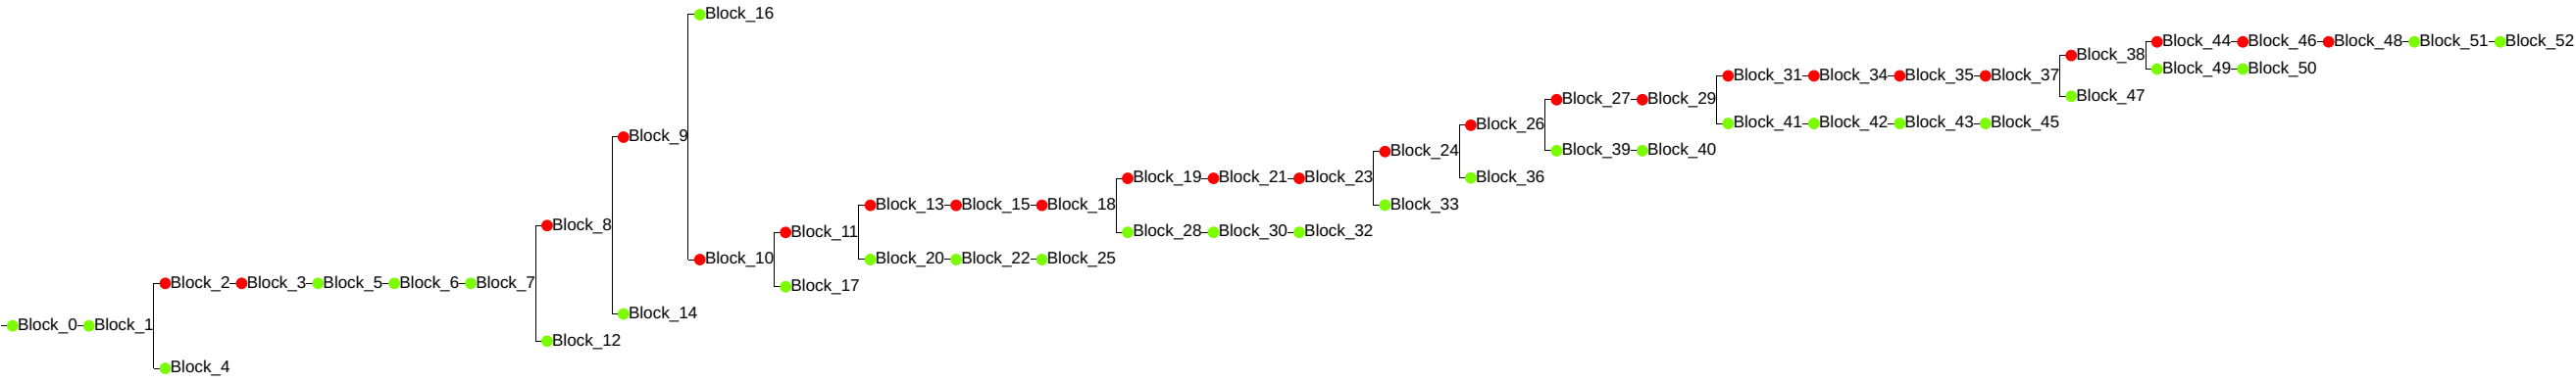 Block_16
Block_44 Block_46 Block_48 Block_51 Block_52
Block_38
Block_49 Block_50
Block_31 Block_34 Block_35 Block_37
Block_47
Block_27 Block_29
Block_41 Block_42 Block_43 Block_45
Block_26
Block_9
Block_24
Block_39 Block_40
Block_19 Block_21 Block_23
Block_36
Block_13 Block_15 Block_18
Block_33
Block_8
Block_11
Block_28 Block_30 Block_32
Block_10
Block_20 Block_22 Block_25
Block_2 Block_3 Block_5 Block_6 Block_7
Block_17
Block_14
Block_0 Block_1
Block_12
Block_4